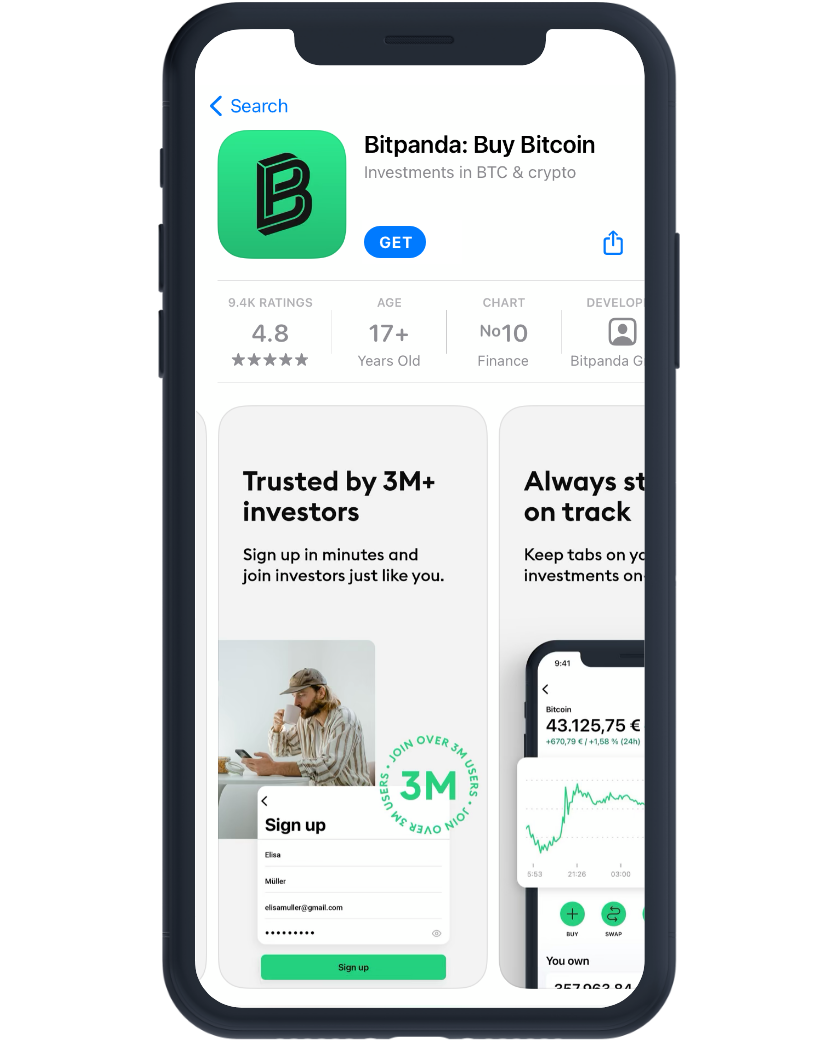 Search
Bitpanda: Buy Bitcoin
Investments in BTC & crypto
GET
9.4K RATINGS
4.8
AGE
17+
Years Old
CHART
No10
Finance
DEVELOP
Bitpanda G
Trusted by 3M+
investors
Sign up in minutes and
join investors just like you.
JOIN OVER 3M USERS • JOIN OVER 3M USERS •
3M
Sign up
Elisa
Müller
elisamuller@gmail.com
Sign up
Always st
on track
Keep tabs on yo
investments on-
9:41
Bitcoin
43.125,75 €
+670,79 € / +1,58 % (24h)
5:53
21:26
03:00
BUY
SWAP
You own
357.963,84